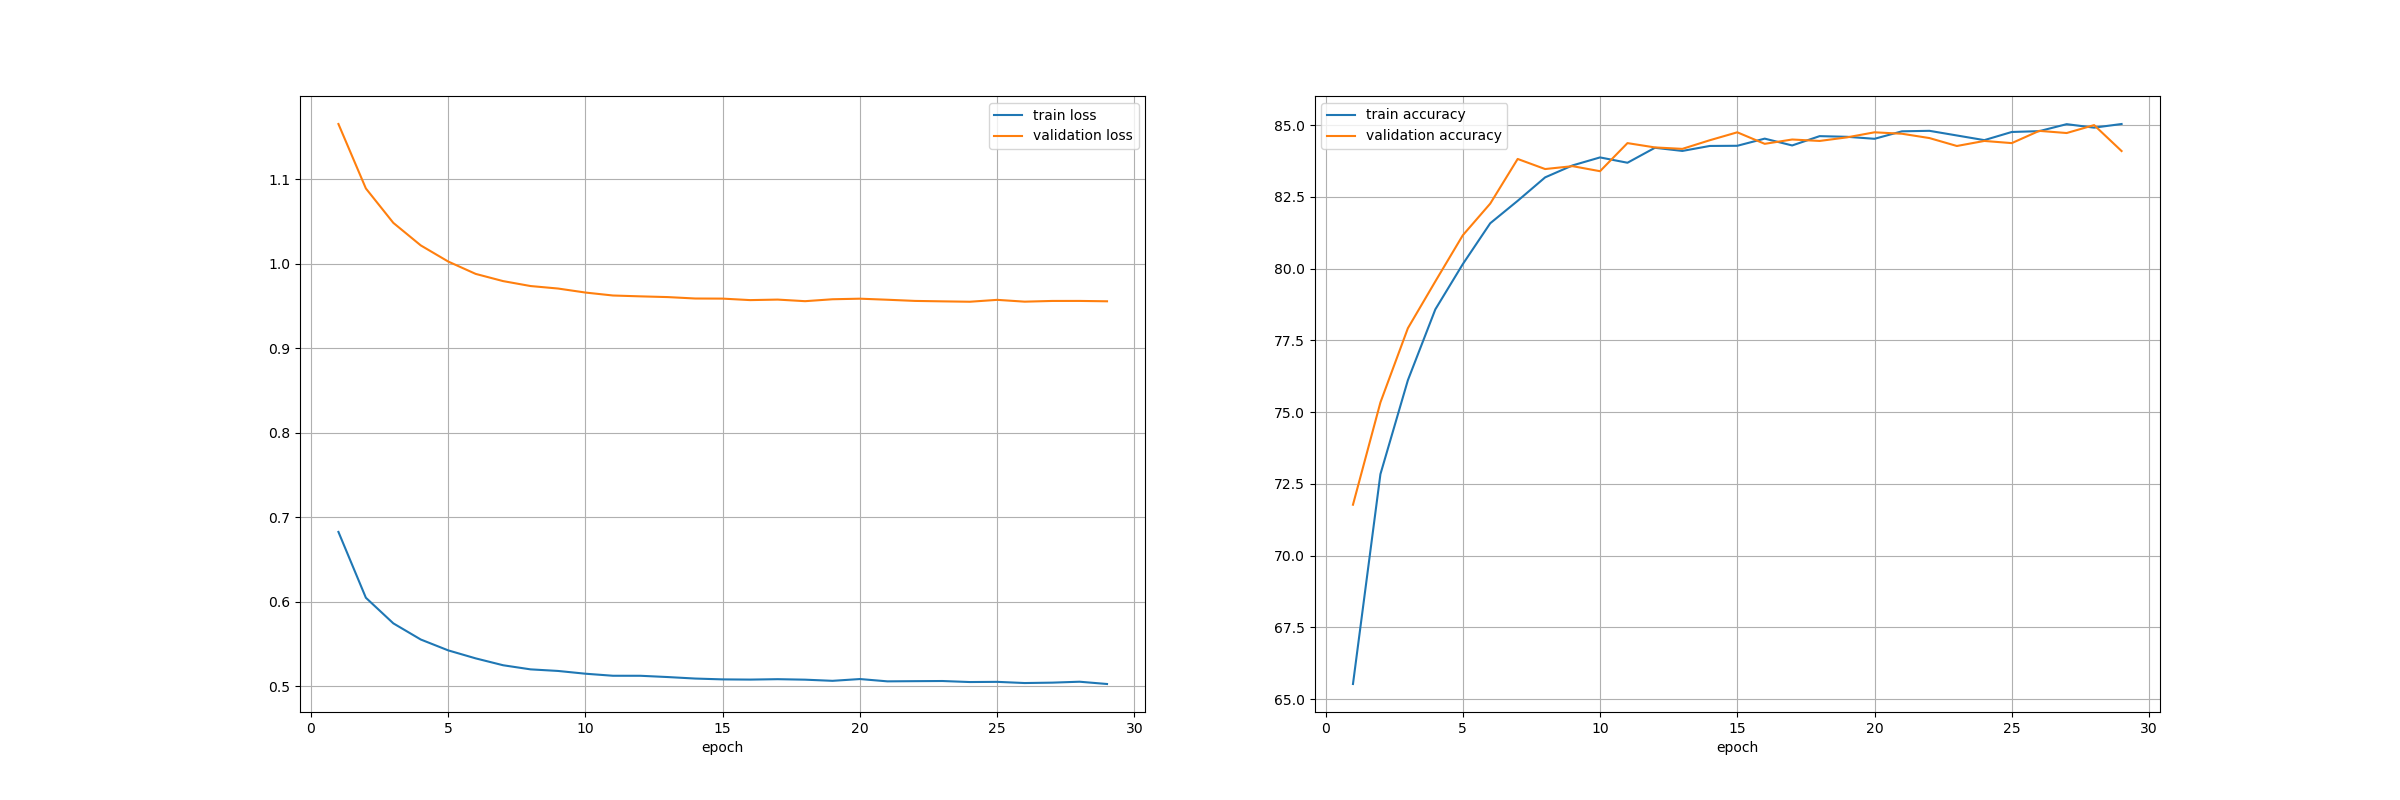 train loss
validation loss
1.1
1.0
0.9
0.8
0.7
0.6
0.5
0 5 10 15 20 25 30
epoch
train accuracy
validation accuracy
85.0
82.5
80.0
77.5
75.0
72.5
70.0
67.5
65.0
0 5 10 15 20 25 30
epoch